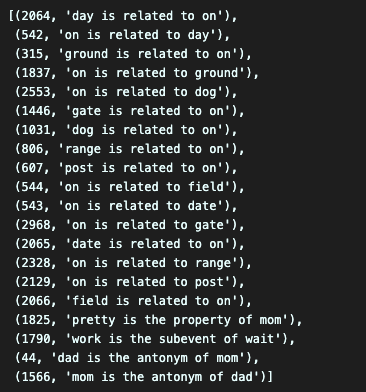 [(2064, 'day is related to on'),
(542, 'on is related to day'),
(315, 'ground is related to on'),
(1837, 'on is related to ground'),
(2553, 'on is related to dog'),
(1446, 'gate is related to on'),
(1031, 'dog is related to on'),
(806, 'range is related to on'),
(607, 'post is related to on'),
(544, 'on is related to field'),
(543, 'on is related to date'),
(2968, 'on is related to gate'),
(2065, 'date is related to on'),
(2328, 'on is related to range'),
(2129, 'on is related to post'),
(2066, 'field is related to on'),
(1825, 'pretty is the property of mom'),
(1790, 'work is the subevent of wait'),
(44, 'dad is the antonym of mom'),
(1566, 'mom is the antonym of dad')]